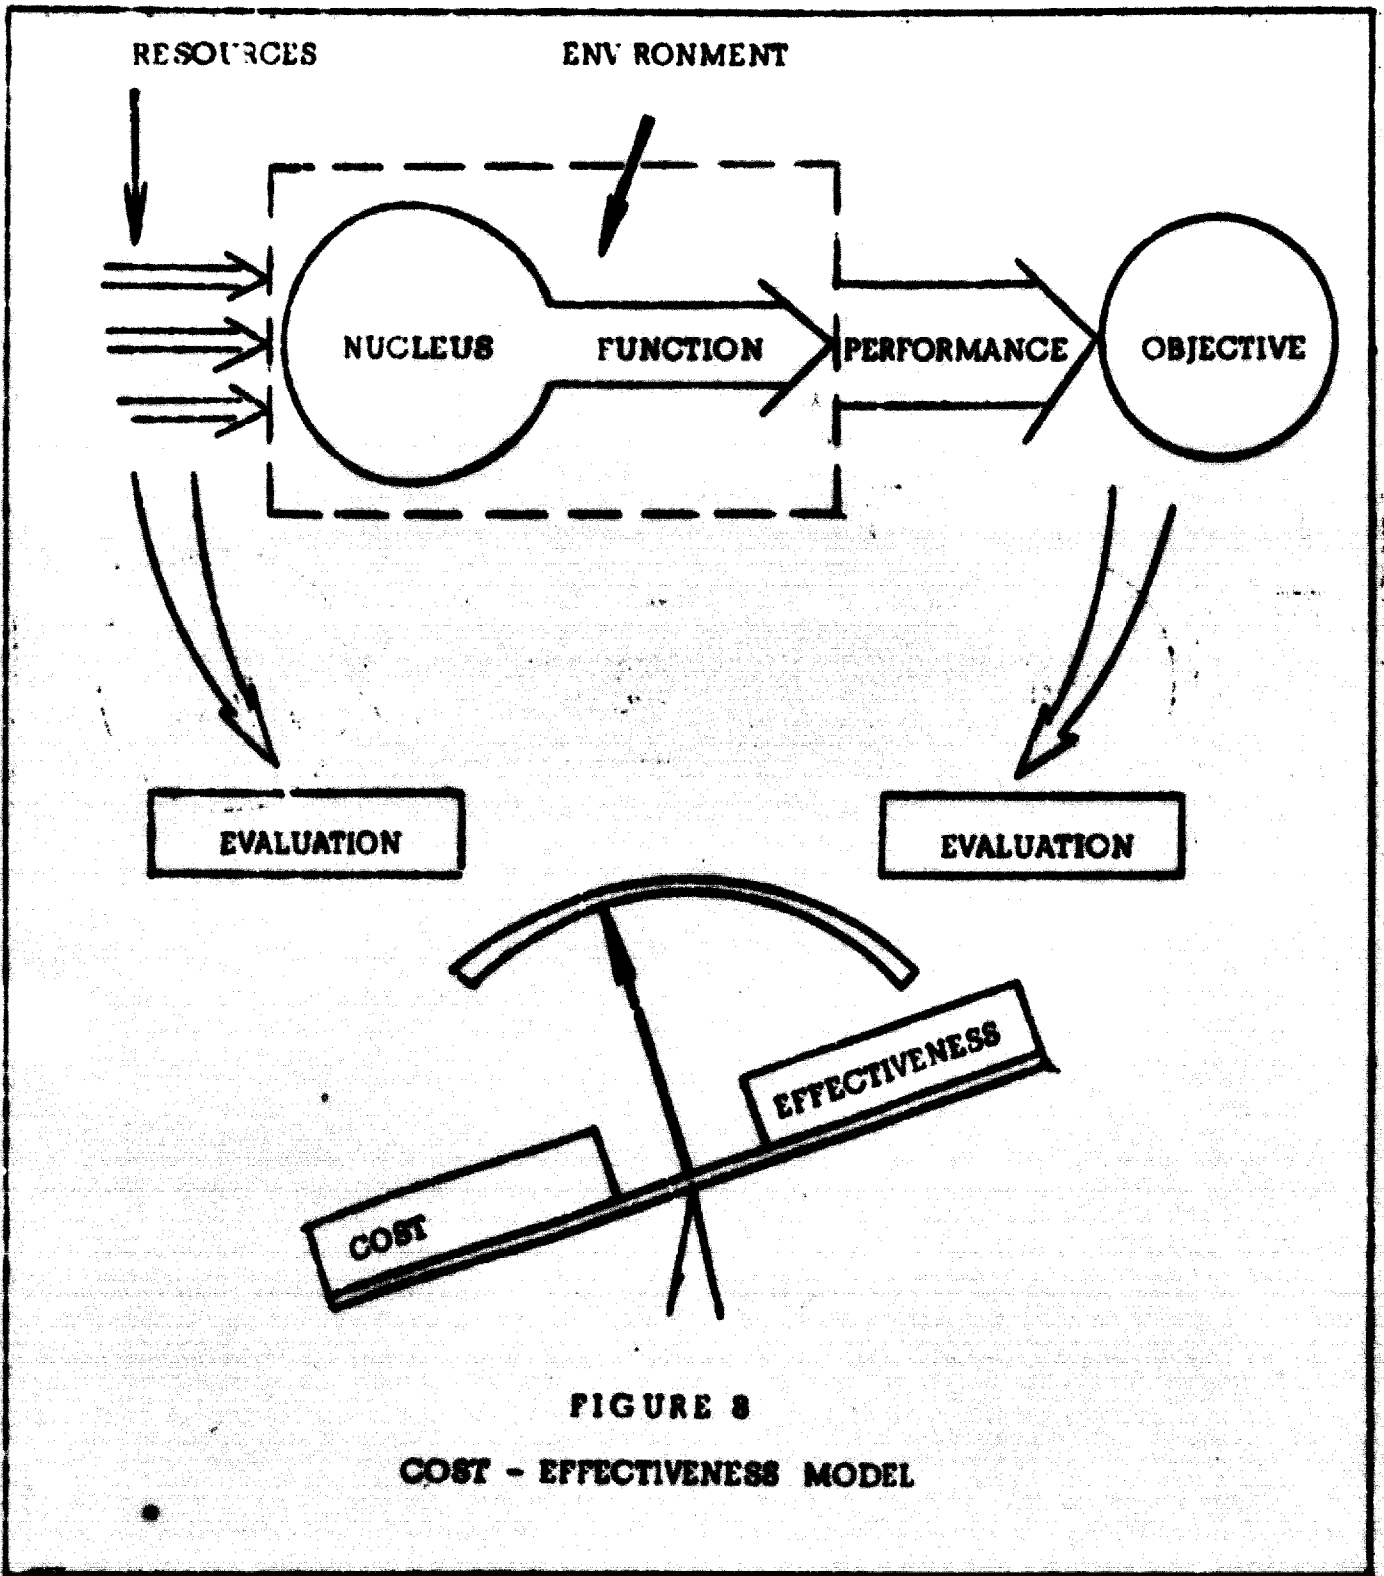 RESOURCES ENVIRONMENT
NUCLEUS FUNCTION PERFORMANCE OBJECTIVE
EVALUATION EVALUATION
EFFECTIVENESS
COST
FIGURE 8
COST - EFFECTIVENESS MODEL